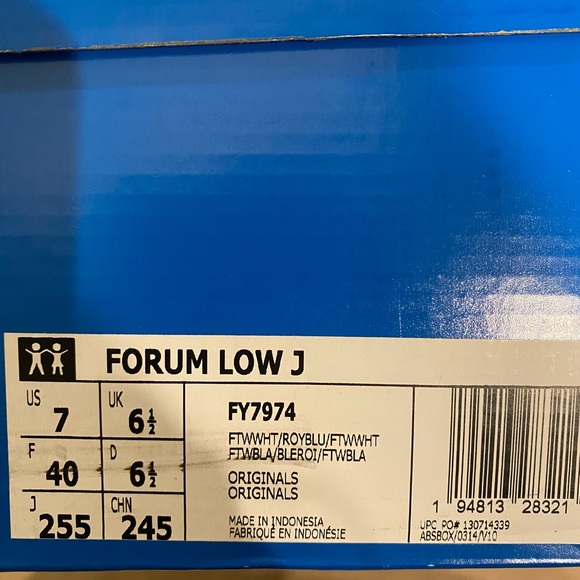 FORUM LOW J
US 7 UK 6½
F 40 D 6½
J 255 CHN 245
FY7974
FTWWHT/ROYBLU/FTWWHT
FTWBLA/BLEROI/FTWBLA
ORIGINALS
ORIGINALS
MADE IN INDONESIA
FABRIQUÉ EN INDONÉSIE
1 94813 28321
UPC PO# 130714339
ABSBOX/0314/V10